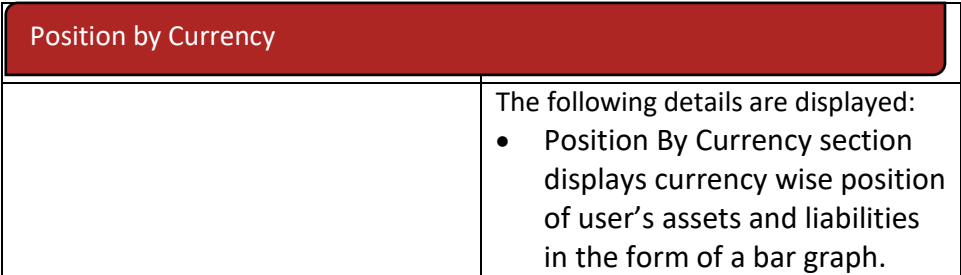 Position by Currency
The following details are displayed:
• Position By Currency section
displays currency wise position
of user’s assets and liabilities
in the form of a bar graph.